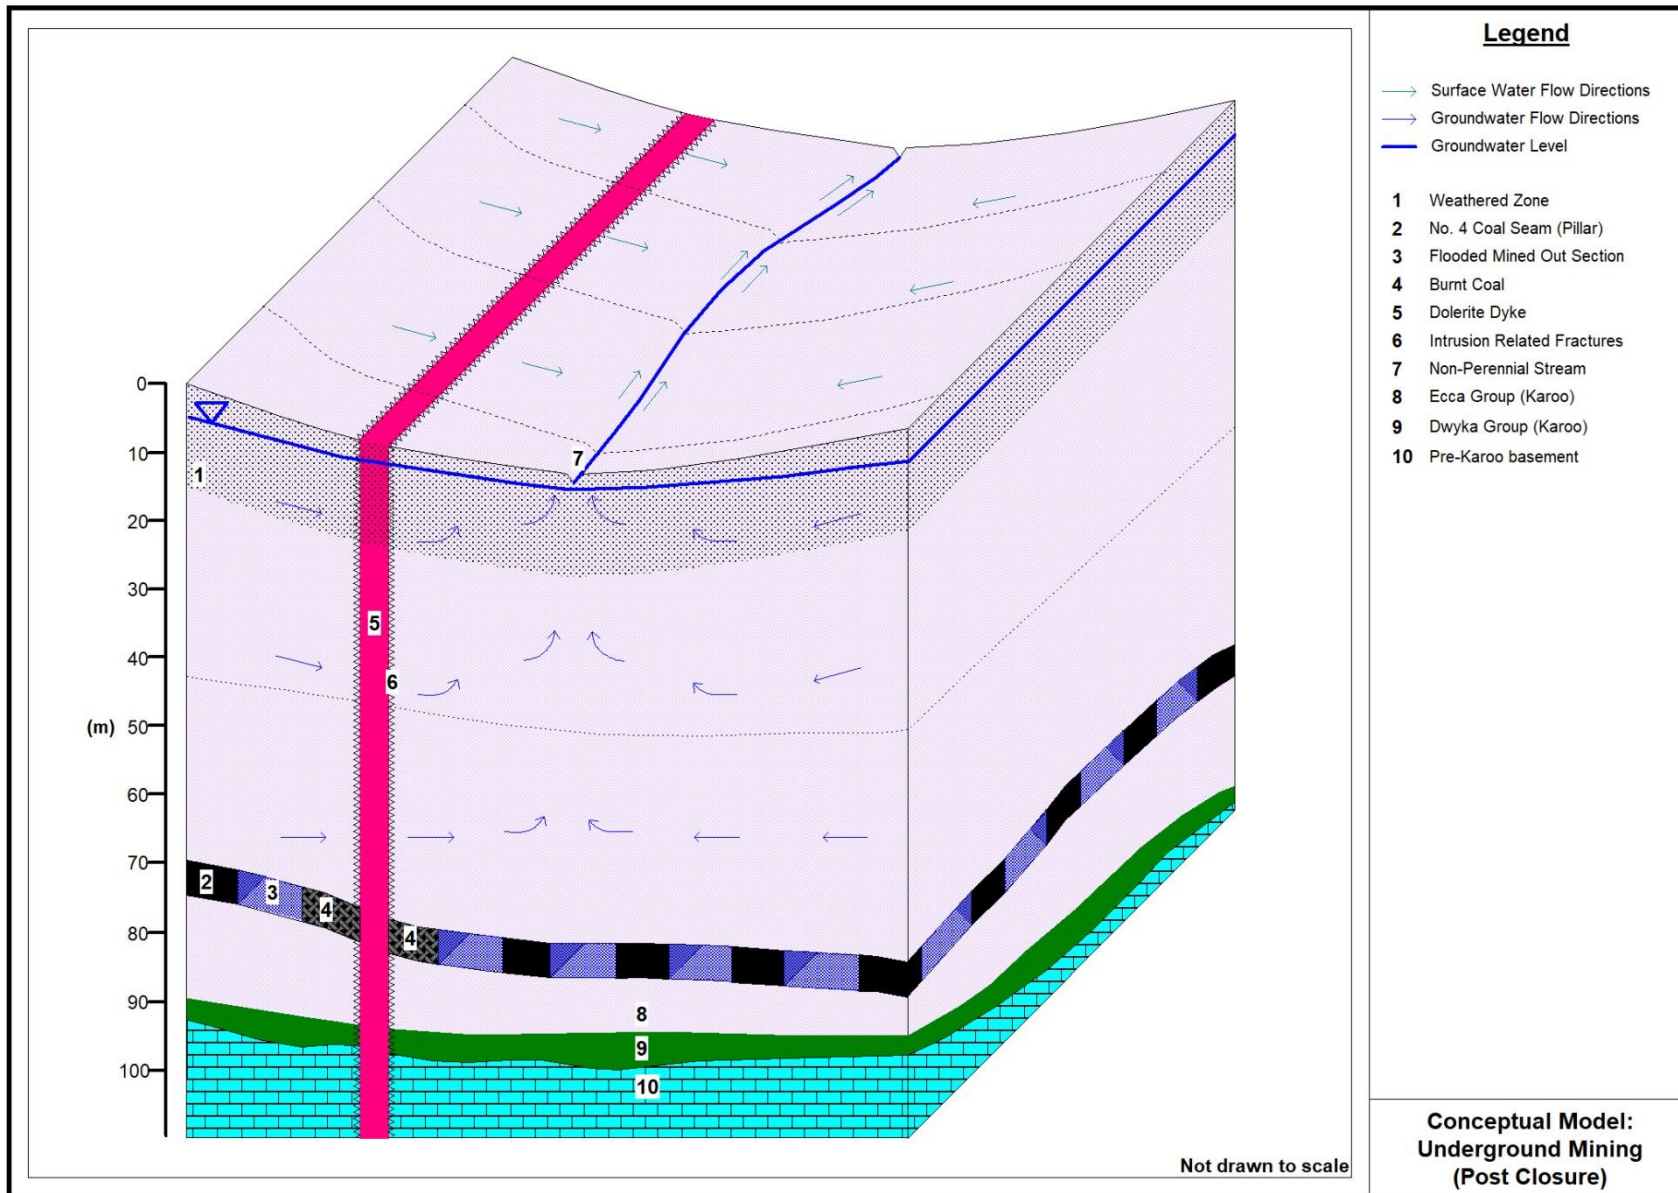 Legend
Surface Water Flow Directions
Groundwater Flow Directions
Groundwater Level
1 Weathered Zone
2 No. 4 Coal Seam (Pillar)
3 Flooded Mined Out Section
4 Burnt Coal
5 Dolerite Dyke
6 Intrusion Related Fractures
7 Non-Perennial Stream
8 Ecca Group (Karoo)
9 Dwyka Group (Karoo)
10 Pre-Karoo basement
0
10
20
30
40
(m) 50
60
70
80
90
100
1
7
5
6
2
3
4
4
8
9
10
Not drawn to scale
Conceptual Model:
Underground Mining
(Post Closure)